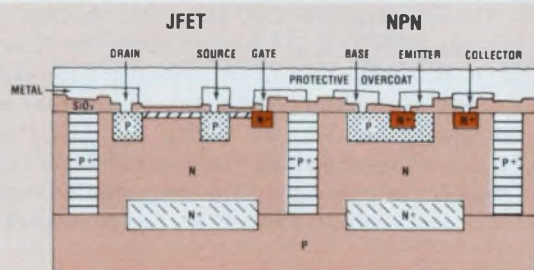 JFET NPN
DRAIN SOURCE GATE BASE EMITTER COLLECTOR
METAL PROTECTIVE OVERCOAT
SiO₂
P P N+ P N+ N+
P+ P+ P+
N N
N+ N+
P